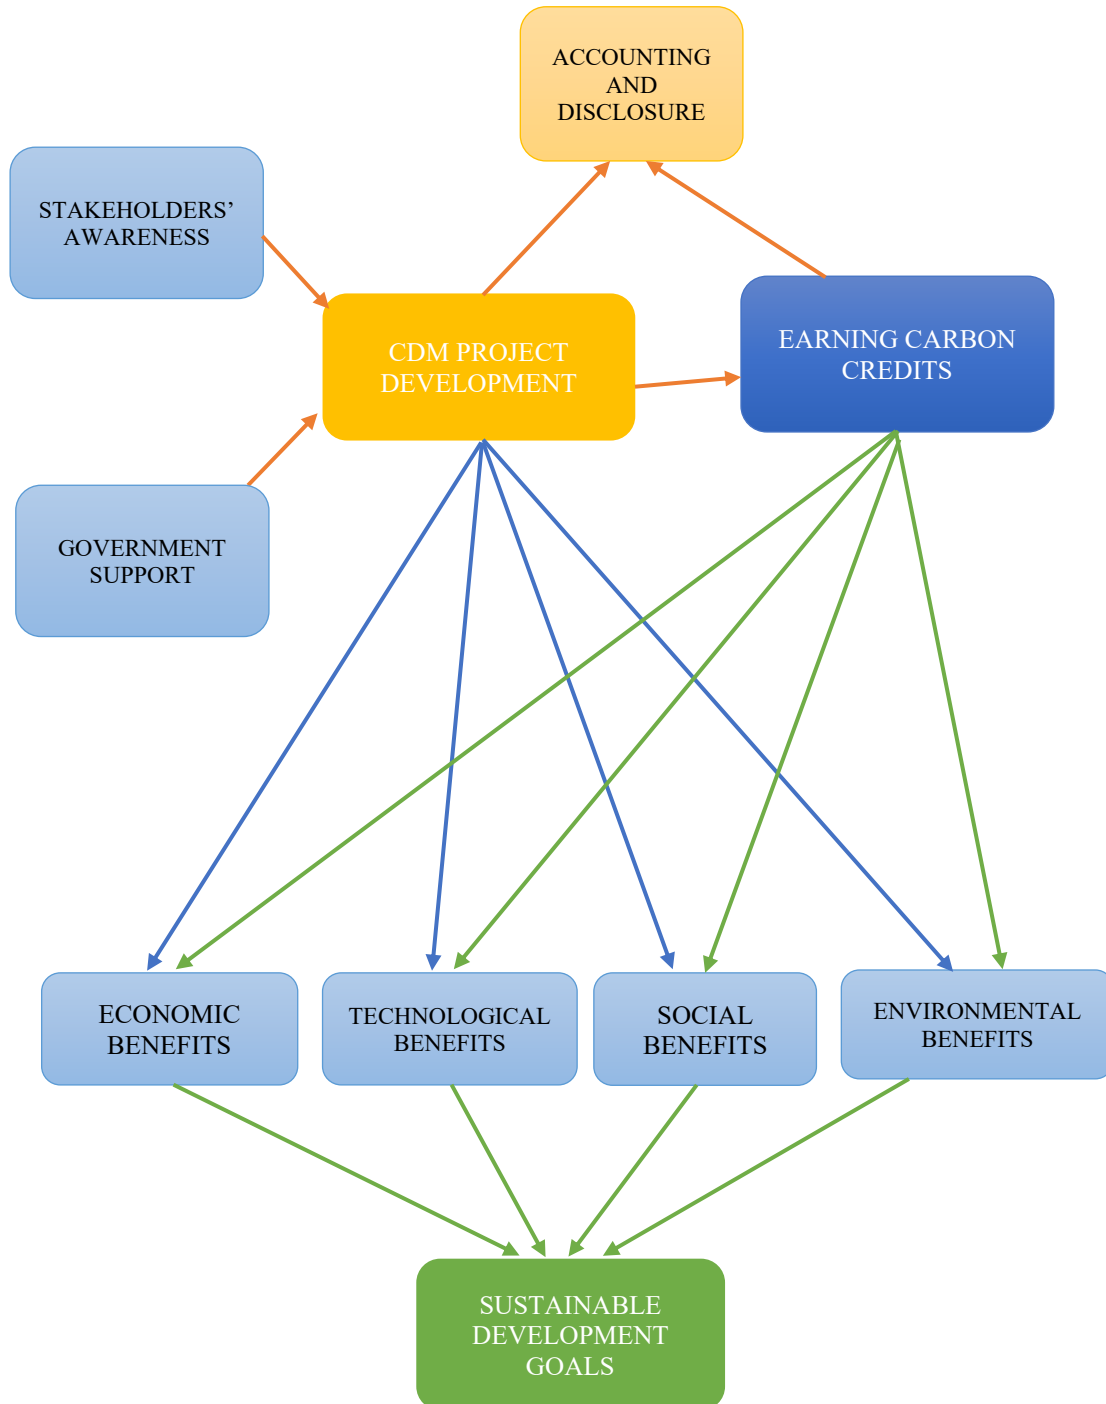 ACCOUNTING
AND
DISCLOSURE
STAKEHOLDERS’
AWARENESS
CDM PROJECT
DEVELOPMENT
EARNING CARBON
CREDITS
GOVERNMENT
SUPPORT
ECONOMIC
BENEFITS
TECHNOLOGICAL
BENEFITS
SOCIAL
BENEFITS
ENVIRONMENTAL
BENEFITS
SUSTAINABLE
DEVELOPMENT
GOALS